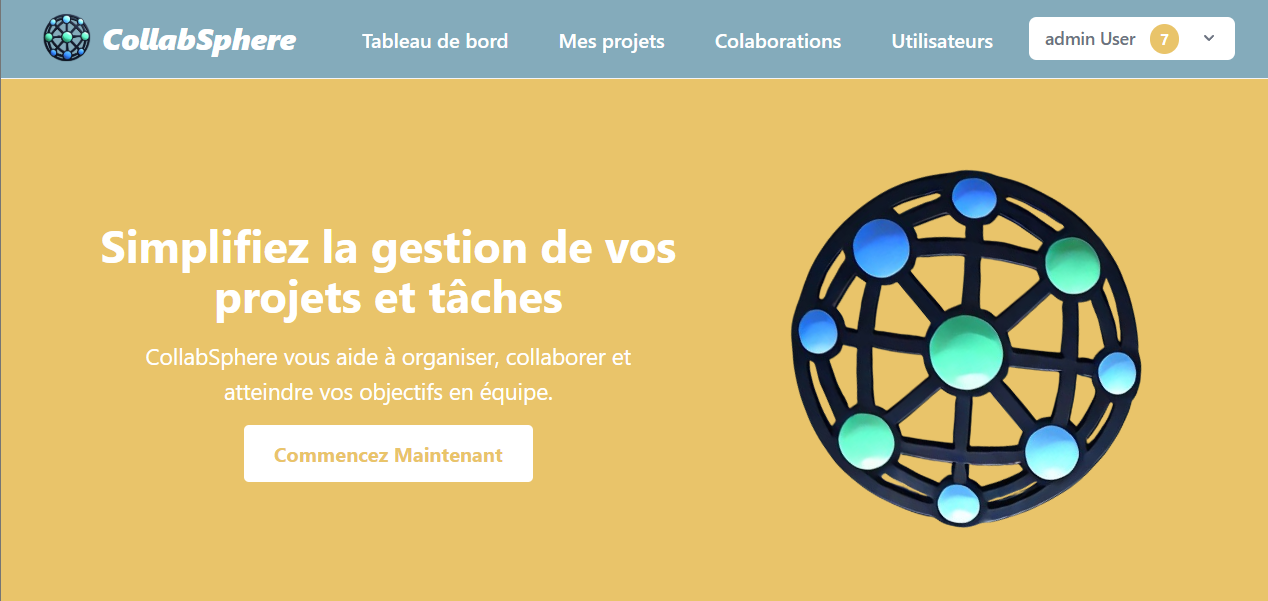 CollabSphere
Tableau de bord
Mes projets
Colaborations
Utilisateurs
admin User
7
Simplifiez la gestion de vos
projets et tâches
CollabSphere vous aide à organiser, collaborer et
atteindre vos objectifs en équipe.
Commencez Maintenant